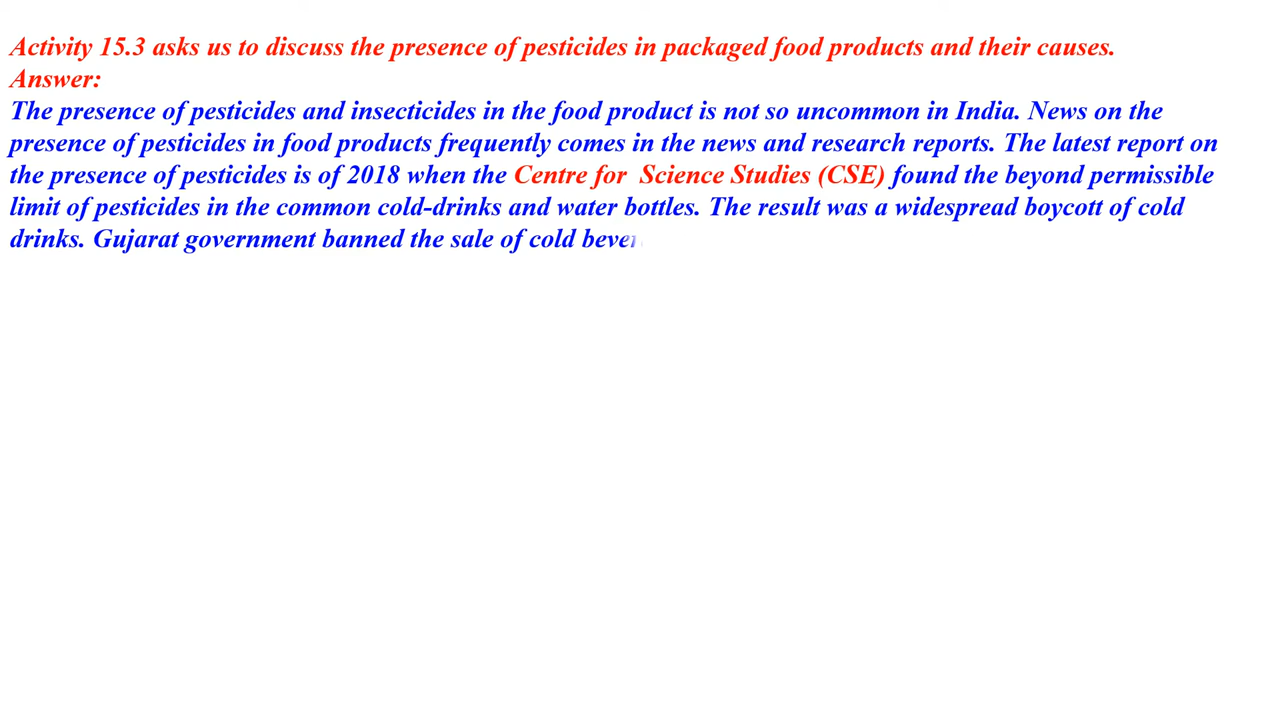 Activity 15.3 asks us to discuss the presence of pesticides in packaged food products and their causes.
Answer:
The presence of pesticides and insecticides in the food product is not so uncommon in India. News on the
presence of pesticides in food products frequently comes in the news and research reports. The latest report on
the presence of pesticides is of 2018 when the Centre for Science Studies (CSE) found the beyond permissible
limit of pesticides in the common cold-drinks and water bottles. The result was a widespread boycott of cold
drinks. Gujarat government banned the sale of cold